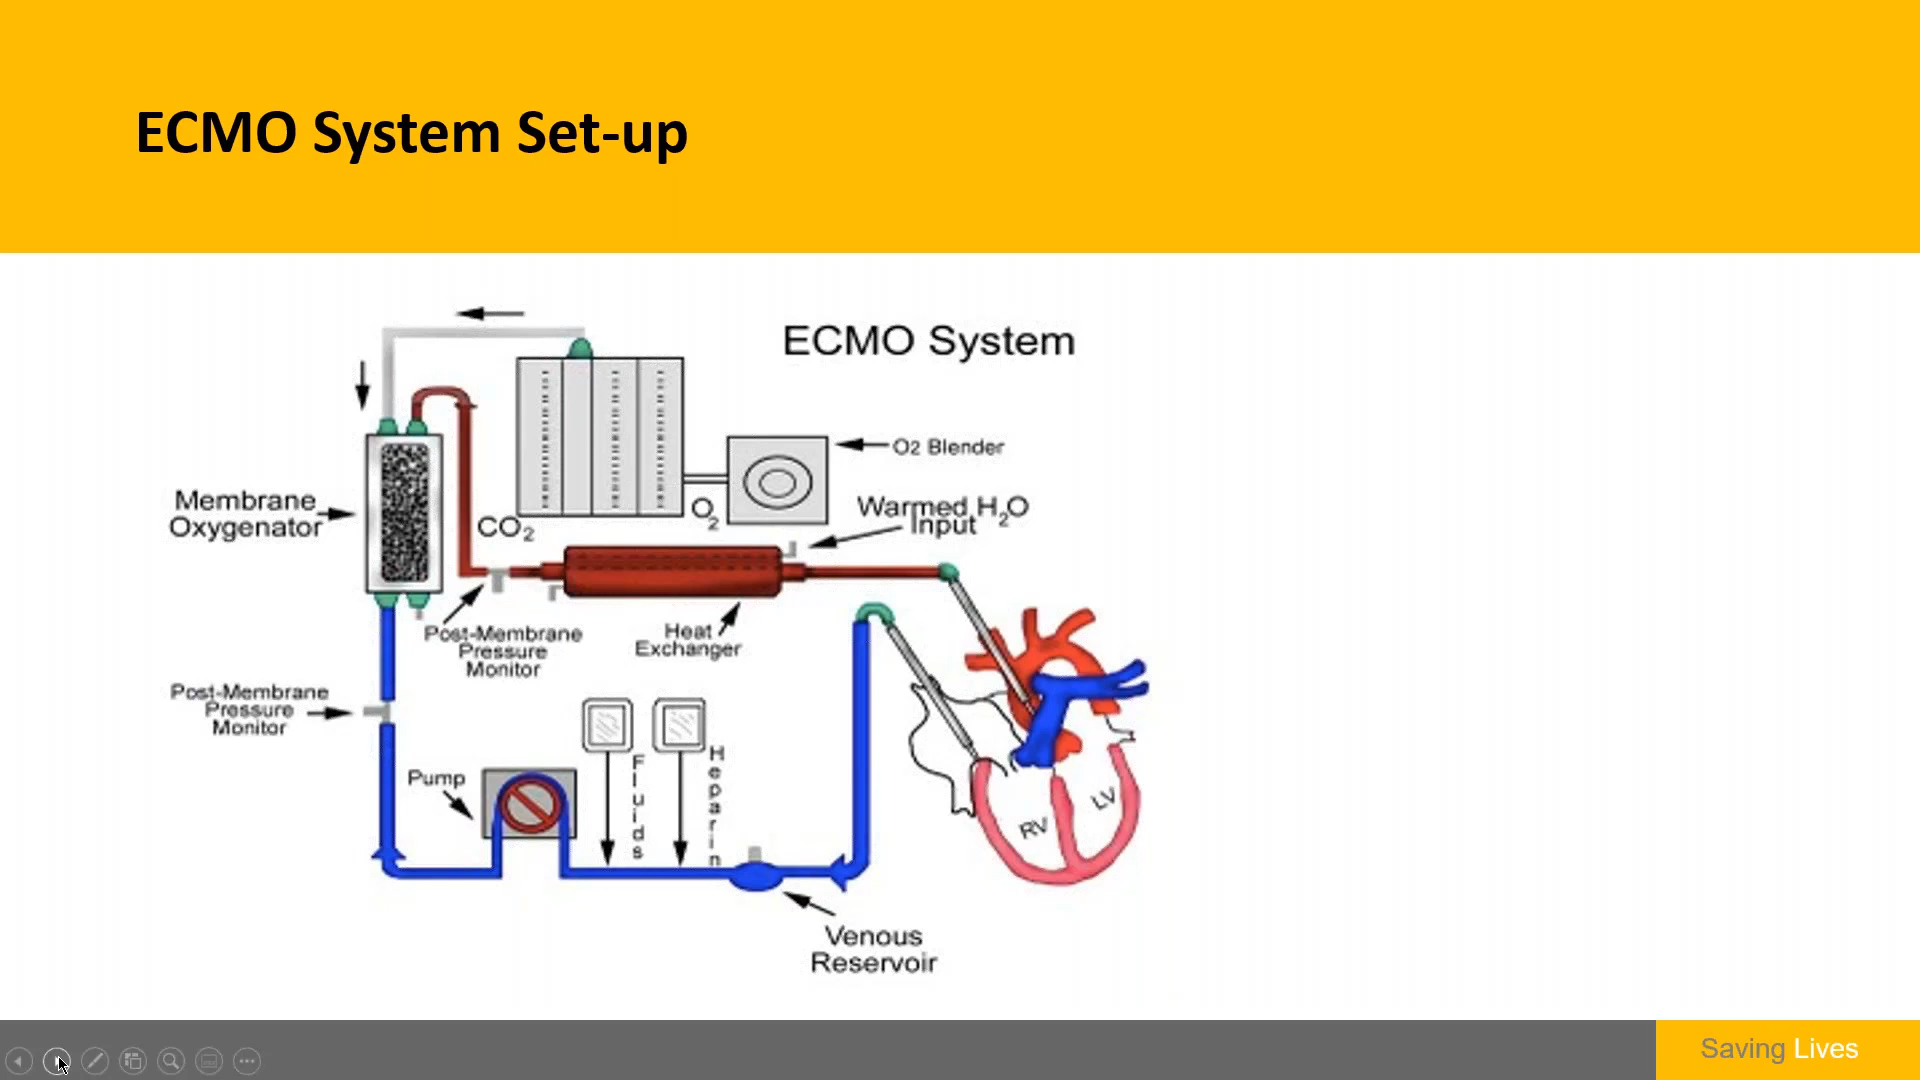 ECMO System Set-up
ECMO System
O2 Blender
Membrane
Oxygenator
CO2
O2
Warmed H2O
Input
Post-Membrane
Pressure
Monitor
Heat
Exchanger
Post-Membrane
Pressure
Monitor
Pump
Fluids
Heparin
RV
LV
Venous
Reservoir
Saving Lives